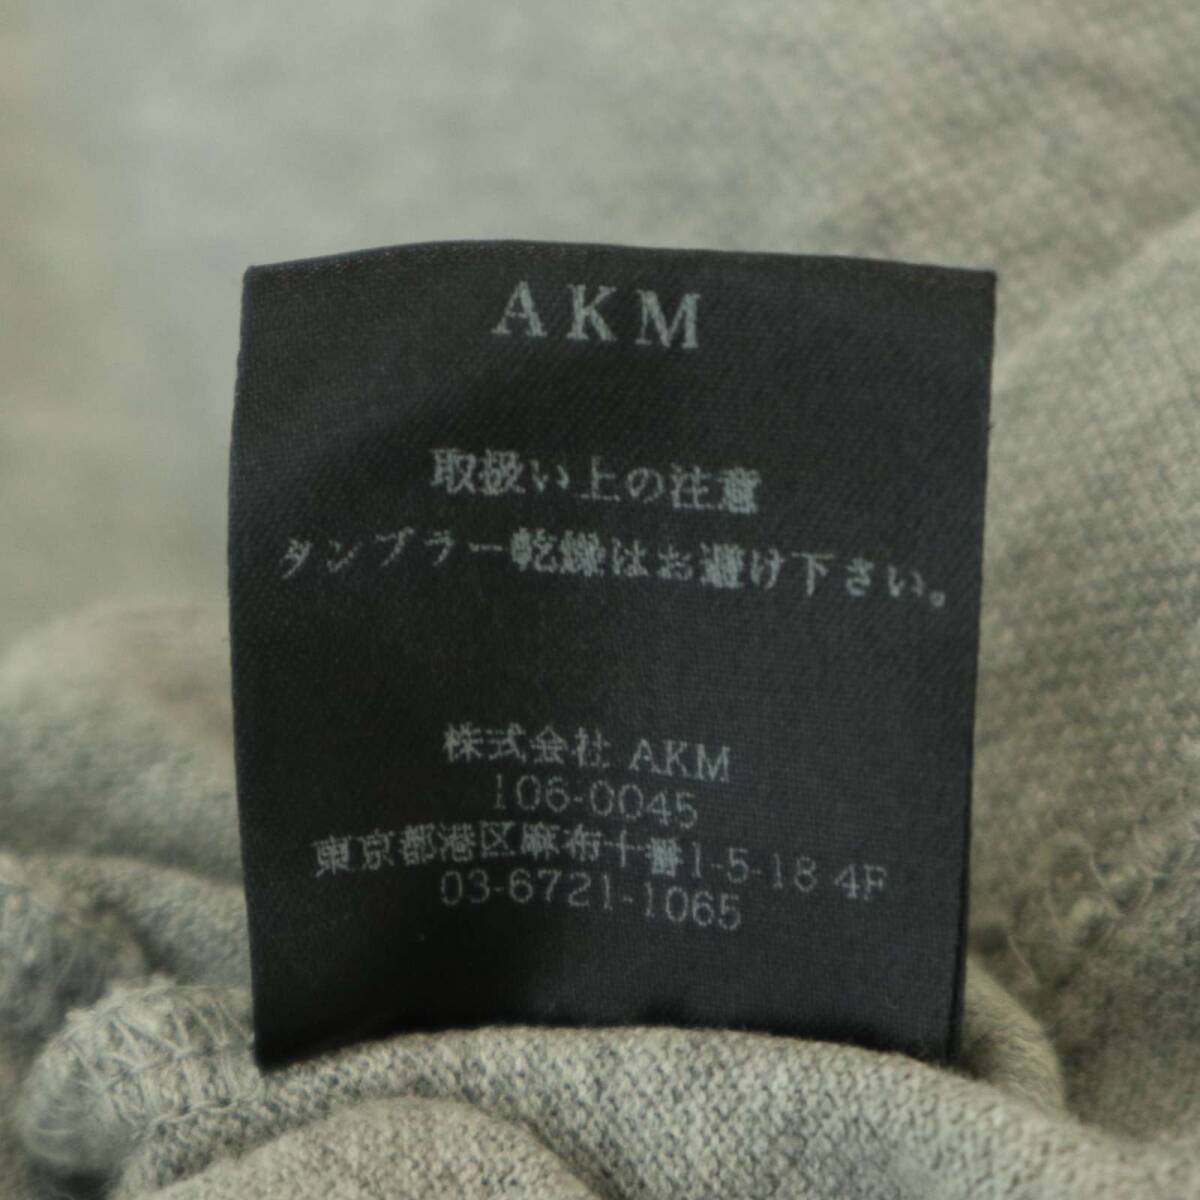 AKM
取扱い上の注意
タンブラー乾燥はお避け下さい。
株式会社 AKM
106-0045
東京都港区麻布十番1-5-18 4F
03-6721-1065